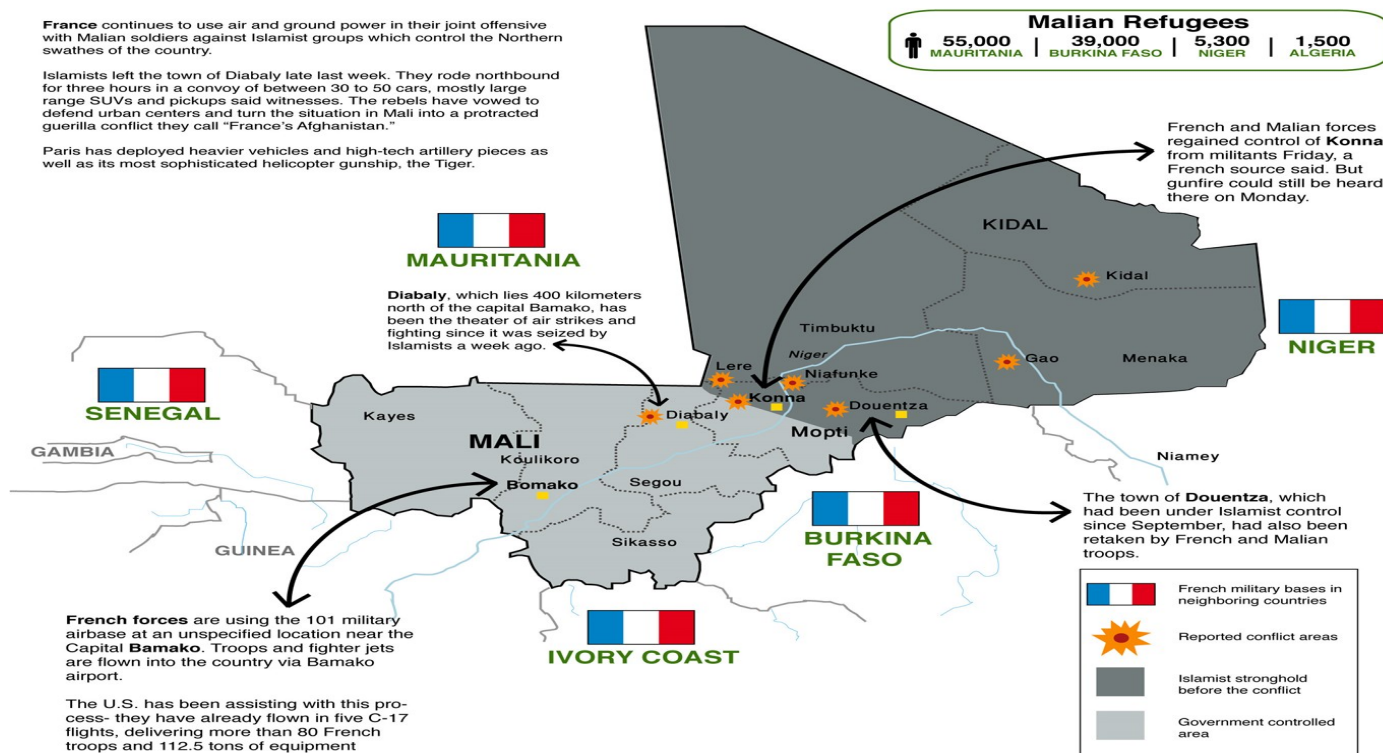 France continues to use air and ground power in their joint offensive
with Malian soldiers against Islamist groups which control the Northern
swathes of the country.
Islamists left the town of Diabaly late last week. They rode northbound
for three hours in a convoy of between 30 to 50 cars, mostly large
range SUVs and pickups said witnesses. The rebels have vowed to
defend urban centers and turn the situation in Mali into a protracted
guerilla conflict they call “France’s Afghanistan.”
Paris has deployed heavier vehicles and high-tech artillery pieces as
well as its most sophisticated helicopter gunship, the Tiger.
Malian Refugees
55,000 | 39,000 | 5,300 | 1,500
MAURITANIA BURKINA FASO NIGER ALGERIA
French and Malian forces
regained control of Konna
from militants Friday, a
French source said. But
gunfire could still be heard
there on Monday.
MAURITANIA
Diabaly, which lies 400 kilometers
north of the capital Bamako, has
been the theater of air strikes and
fighting since it was seized by
Islamists a week ago.
KIDAL
Kidal
Timbuktu
Niger
Lere
Niafunke
Gao
Menaka
NIGER
SENEGAL
Kayes
Diabaly
Konna
Douentza
MALI
Mopti
GAMBIA
Koulikoro
Niamey
Bomako
Segou
GUINEA
Sikasso
BURKINA
FASO
IVORY COAST
The town of Douentza, which
had been under Islamist control
since September, had also been
retaken by French and Malian
troops.
French forces are using the 101 military
airbase at an unspecified location near the
Capital Bamako. Troops and fighter jets
are flown into the country via Bamako
airport.
The U.S. has been assisting with this pro-
cess- they have already flown in five C-17
flights, delivering more than 80 French
troops and 112.5 tons of equipment
French military bases in
neighboring countries
Reported conflict areas
Islamist stronghold
before the conflict
Government controlled
area